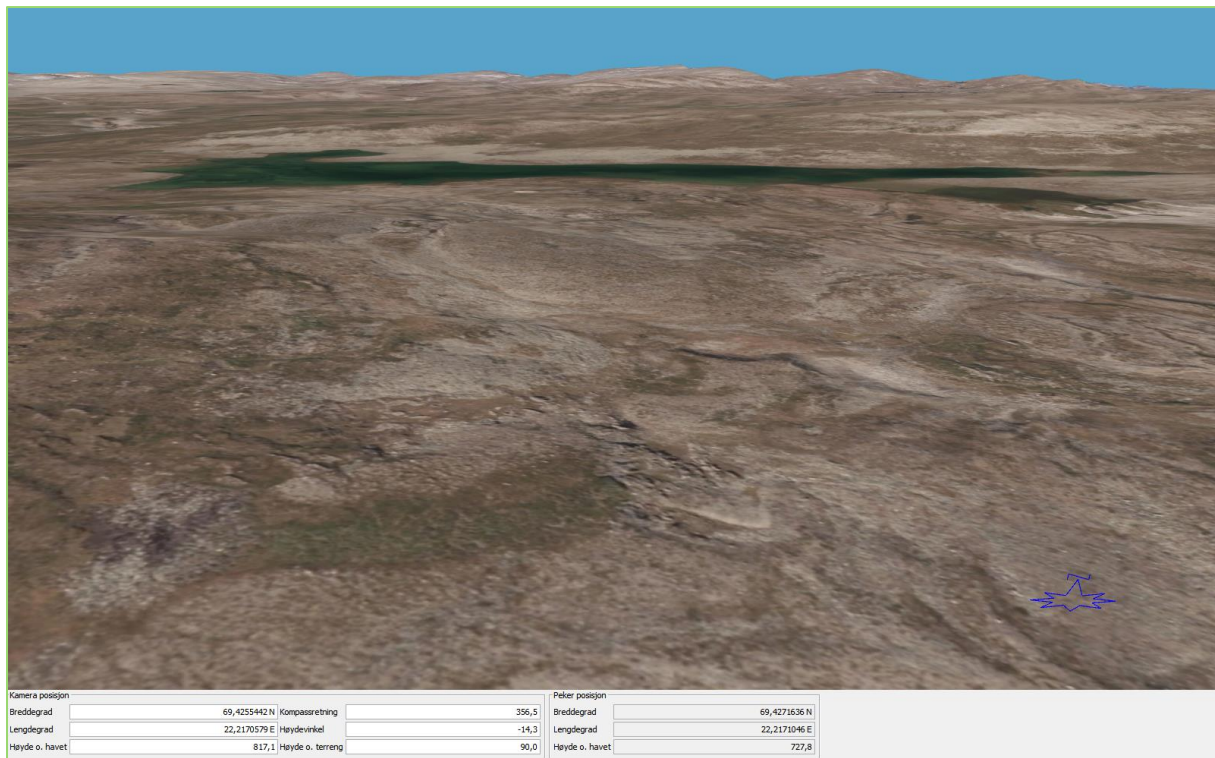 Kamera posisjon
Breddegrad 69,4255442 N Kompassretning 356,5
Lengdegrad 22,2170579 E Høydevinkel -14,3
Høyde o. havet 817,1 Høyde o. terreng 90,0
Peker posisjon
Breddegrad 69,4271636 N
Lengdegrad 22,2171046 E
Høyde o. havet 727,8